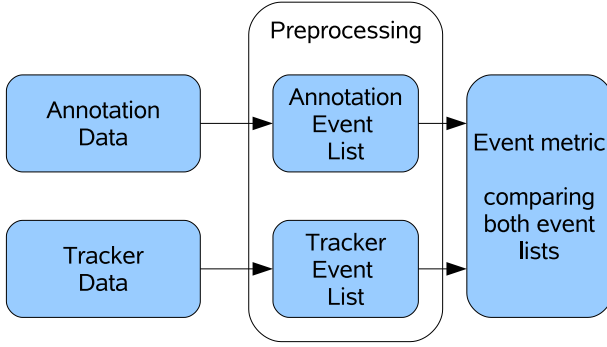 Preprocessing
Annotation
Data
Annotation
Event
List
Event metric
comparing
both event
lists
Tracker
Data
Tracker
Event
List